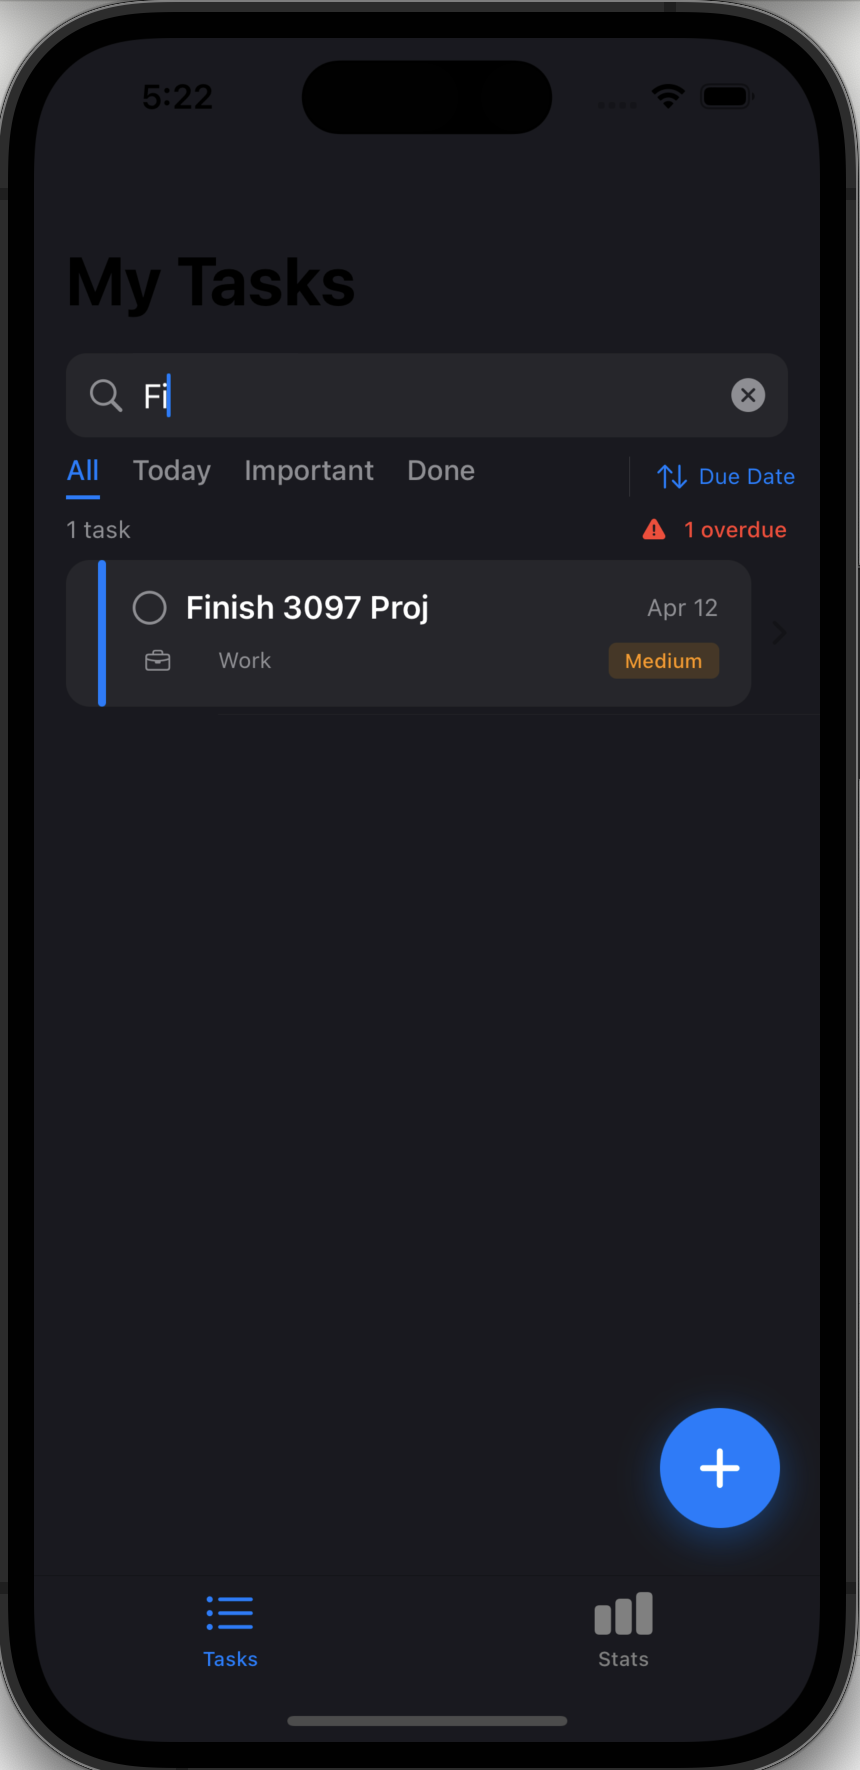 5:22
My Tasks
Fi
All Today Important Done Due Date
1 task 1 overdue
Finish 3097 Proj Apr 12
Work Medium
Tasks Stats